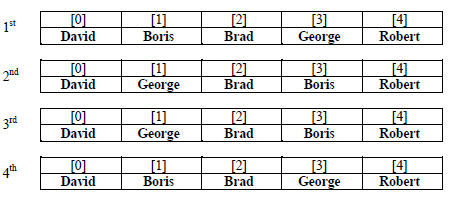 1st
[0] [1] [2] [3] [4]
David Boris Brad George Robert
2nd
[0] [1] [2] [3] [4]
David George Brad Boris Robert
3rd
[0] [1] [2] [3] [4]
David George Brad Boris Robert
4th
[0] [1] [2] [3] [4]
David Boris Brad George Robert